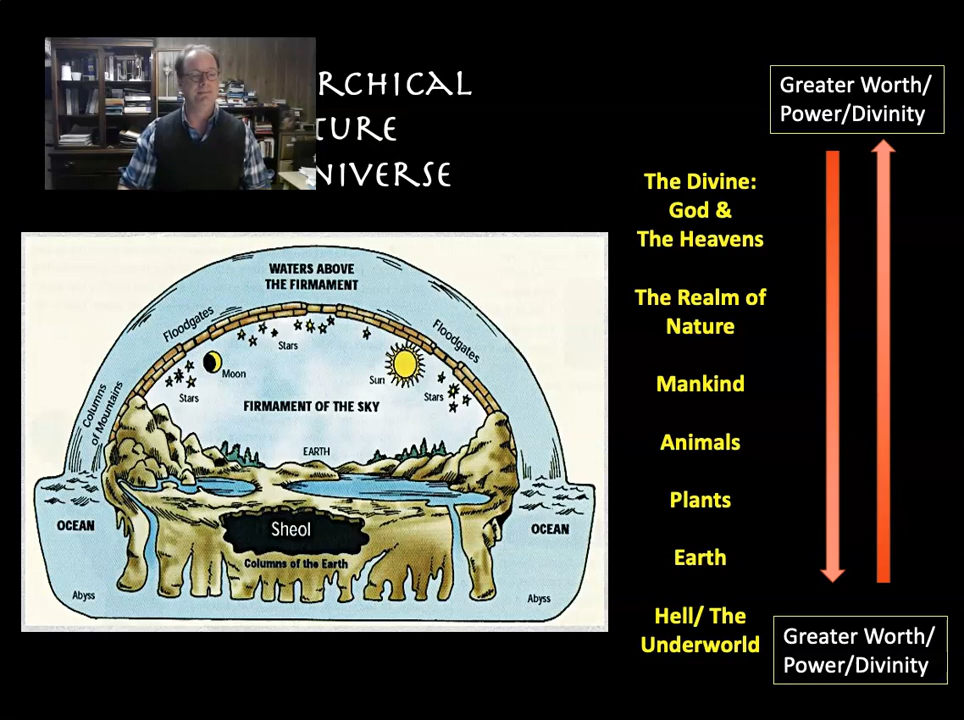 RCHICAL
TURE
NIVERSE
Greater Worth/
Power/Divinity
The Divine:
God &
The Heavens
The Realm of
Nature
Mankind
Animals
Plants
Earth
Hell/ The
Underworld
Greater Worth/
Power/Divinity
WATERS ABOVE
THE FIRMAMENT
Floodgates
Floodgates
Stars
Moon
Sun
Stars
Stars
Columns
of Mountains
FIRMAMENT OF THE SKY
EARTH
OCEAN
Sheol
OCEAN
Columns of the Earth
Abyss
Abyss